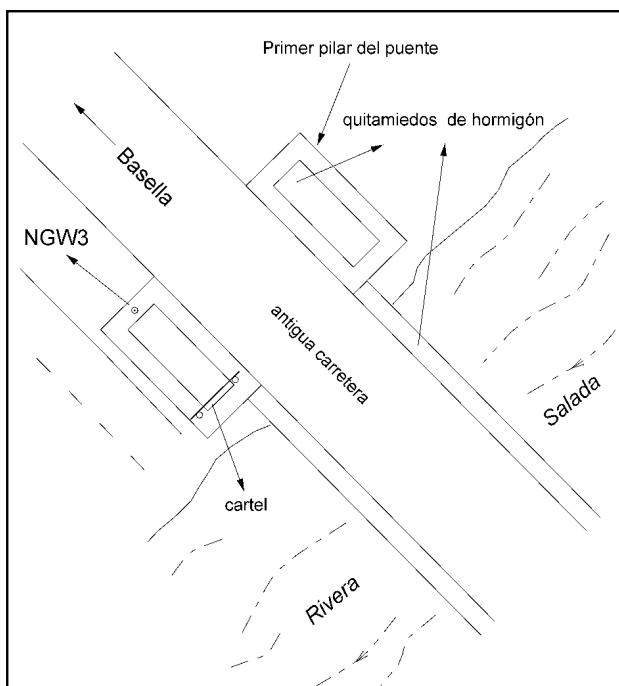 Primer pilar del puente
quitamiedos de hormigón
Basella
NGW3
antigua carretera
Salada
cartel
Rivera